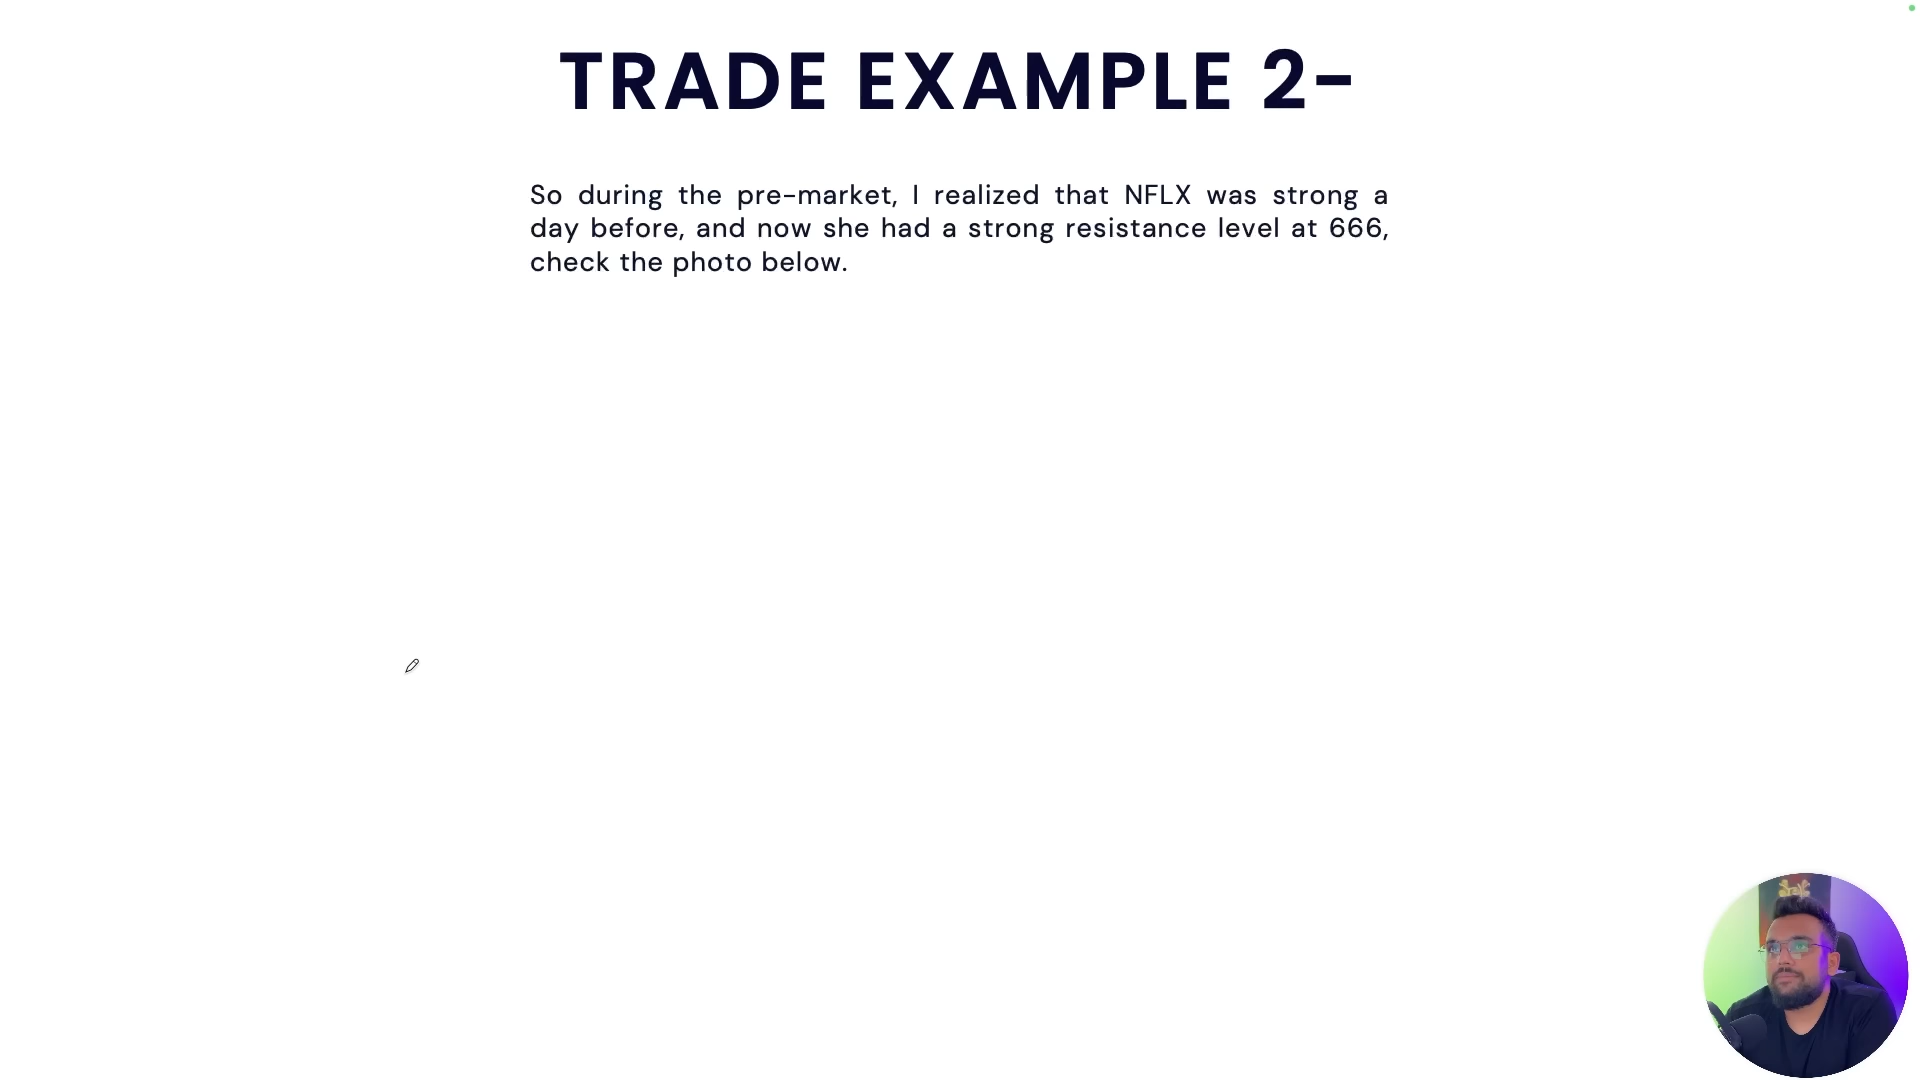 TRADE EXAMPLE 2-
So during the pre-market, I realized that NFLX was strong a
day before, and now she had a strong resistance level at 666,
check the photo below.